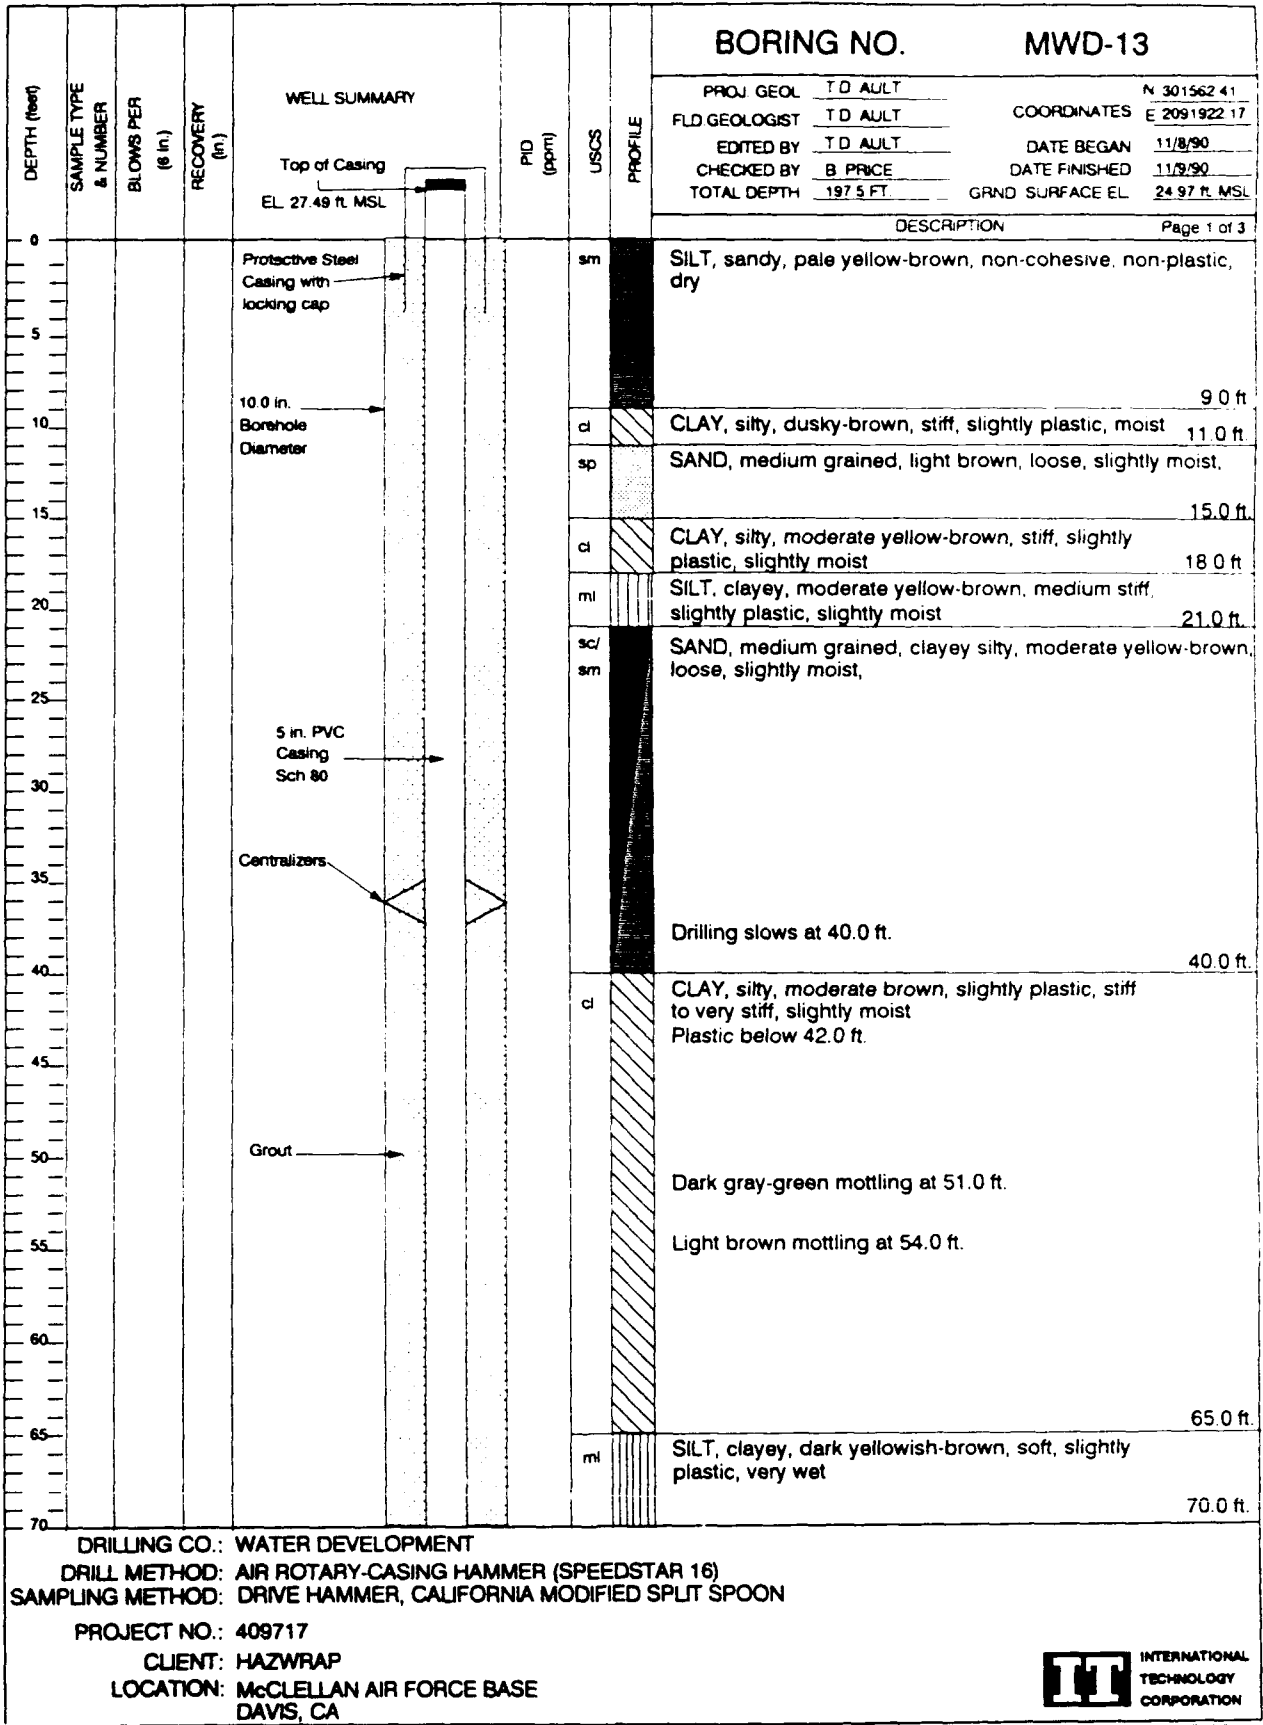 BORING NO. MWD-13
PROJ. GEOL T D AULT N 301562 41
FLD GEOLOGIST T D AULT COORDINATES E 2091922 17
EDITED BY T D AULT DATE BEGAN 11/8/90
CHECKED BY B PRICE DATE FINISHED 11/9/90
TOTAL DEPTH 197 5 FT. GRND SURFACE EL 24 97 ft. MSL
DESCRIPTION Page 1 of 3
DEPTH (feet)
SAMPLE TYPE
& NUMBER
BLOWS PER
(6 in.)
RECOVERY
(in.)
WELL SUMMARY
PID
(ppm)
USCS
PROFILE
Top of Casing
EL. 27.49 ft. MSL
0
Protective Steel
Casing with
locking cap
sm
SILT, sandy, pale yellow-brown, non-cohesive, non-plastic,
dry
5
9 0 ft
10.0 in.
Borehole
Diameter
10
cl
CLAY, silty, dusky-brown, stiff, slightly plastic, moist
11.0 ft.
sp
SAND, medium grained, light brown, loose, slightly moist,
15.0 ft.
15
cl
CLAY, silty, moderate yellow-brown, stiff, slightly
plastic, slightly moist 18 0 ft
ml
SILT, clayey, moderate yellow-brown, medium stiff,
slightly plastic, slightly moist 21.0 ft.
20
sc/
sm
SAND, medium grained, clayey silty, moderate yellow-brown,
loose, slightly moist,
25
5 in. PVC
Casing
Sch 80
30
Centralizers
35
Drilling slows at 40.0 ft.
40.0 ft.
40
cl
CLAY, silty, moderate brown, slightly plastic, stiff
to very stiff, slightly moist
Plastic below 42.0 ft.
45
Grout
50
Dark gray-green mottling at 51.0 ft.
Light brown mottling at 54.0 ft.
55
60
65.0 ft.
65
ml
SILT, clayey, dark yellowish-brown, soft, slightly
plastic, very wet
70.0 ft.
70
DRILLING CO.: WATER DEVELOPMENT
DRILL METHOD: AIR ROTARY-CASING HAMMER (SPEEDSTAR 16)
SAMPLING METHOD: DRIVE HAMMER, CALIFORNIA MODIFIED SPLIT SPOON
PROJECT NO.: 409717
CLIENT: HAZWRAP
LOCATION: McCLELLAN AIR FORCE BASE
DAVIS, CA
IT INTERNATIONAL
TECHNOLOGY
CORPORATION